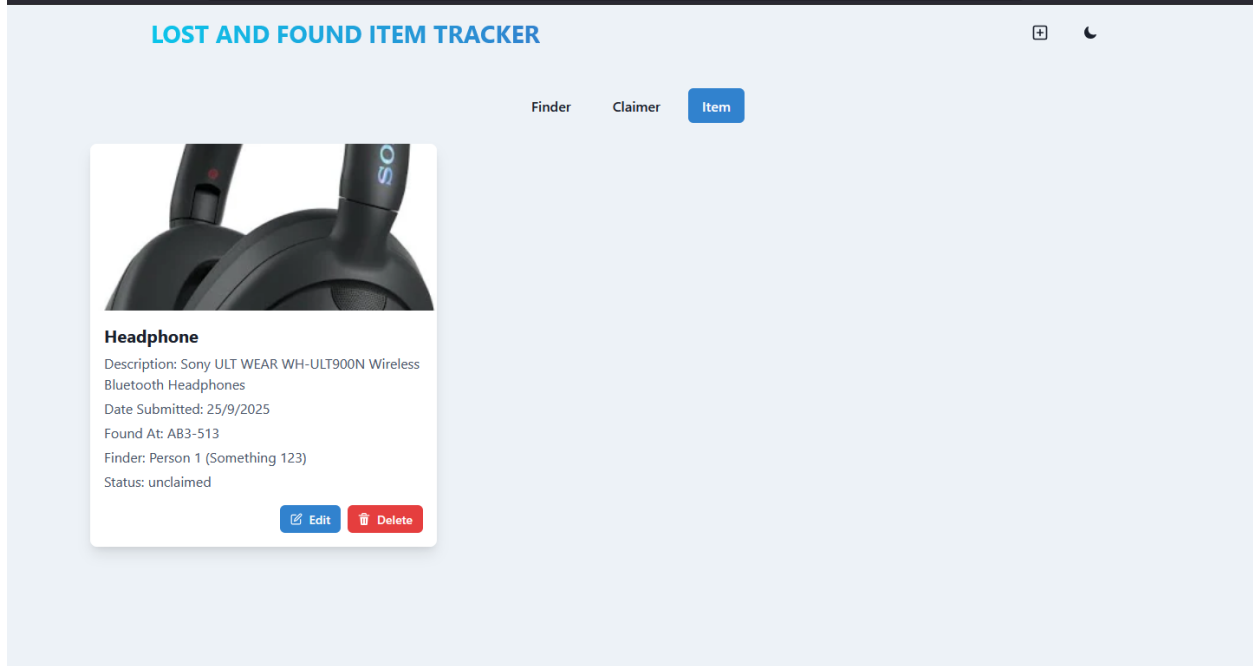 LOST AND FOUND ITEM TRACKER
Finder
Claimer
Item
SO
Headphone
Description: Sony ULT WEAR WH-ULT900N Wireless
Bluetooth Headphones
Date Submitted: 25/9/2025
Found At: AB3-513
Finder: Person 1 (Something 123)
Status: unclaimed
Edit
Delete